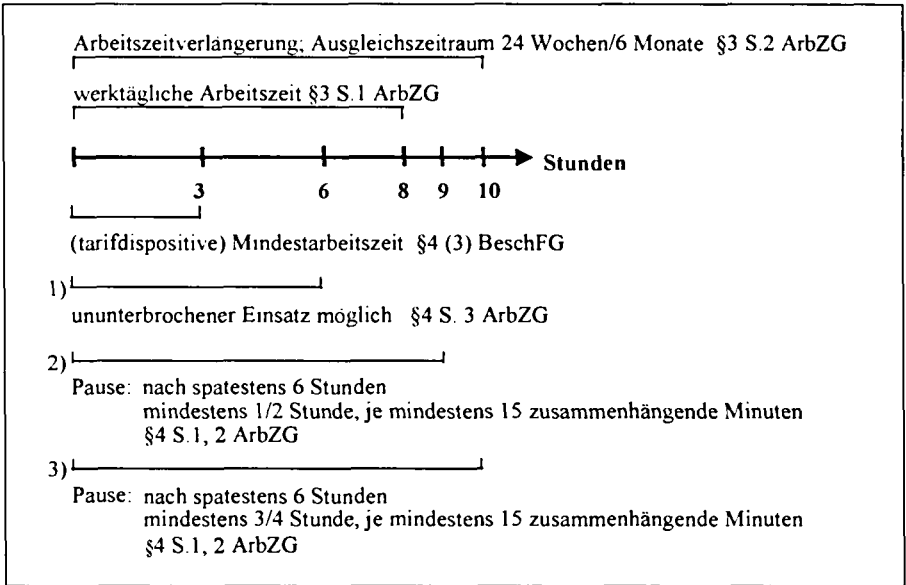 Arbeitszeitverlängerung; Ausgleichszeitraum 24 Wochen/6 Monate §3 S.2 ArbZG
werktägliche Arbeitszeit §3 S.1 ArbZG
Stunden
3 6 8 9 10
(tarifdispositive) Mindestarbeitszeit §4 (3) BeschFG
1)
ununterbrochener Einsatz möglich §4 S. 3 ArbZG
2)
Pause: nach spatestens 6 Stunden
mindestens 1/2 Stunde, je mindestens 15 zusammenhängende Minuten
§4 S.1, 2 ArbZG
3)
Pause: nach spatestens 6 Stunden
mindestens 3/4 Stunde, je mindestens 15 zusammenhängende Minuten
§4 S.1, 2 ArbZG